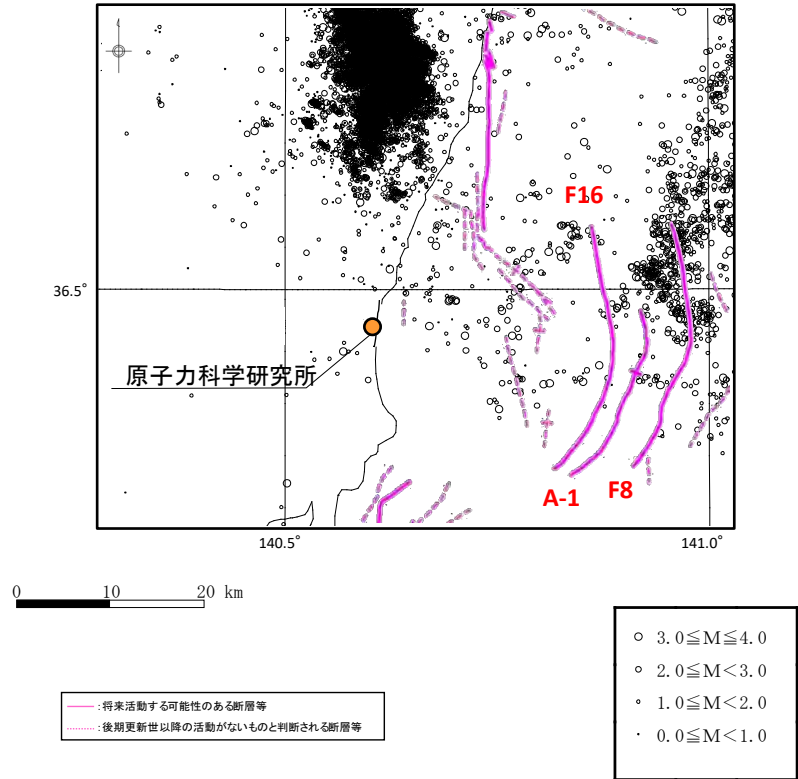 F16
36.5°
原子力科学研究所
A-1
F8
140.5°
141.0°
0 10 20 km
3.0≦M≦4.0
2.0≦M<3.0
1.0≦M<2.0
0.0≦M<1.0
:将来活動する可能性のある断層等
:後期更新世以降の活動がないものと判断される断層等